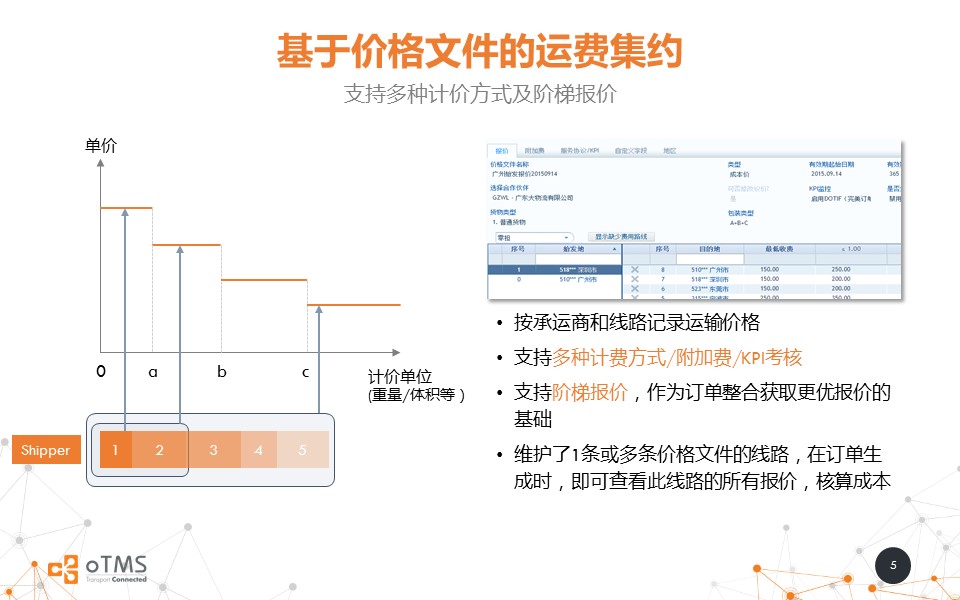 基于价格文件的运费集约
支持多种计价方式及阶梯报价
单价
0 a b c
计价单位
(重量/体积等)
Shipper
1 2 3 4 5
报价 附加费 服务协议/KPI 自定义字段 地区
价格文件名称 类型 有效期起始日期
广州始发报价20150914 成本价 2015.09.14 365
选择合作伙伴 KPI监控
GZWL - 广东大物流有限公司 启用DOTIF (完美订单
货物类型 包装类型
1. 普通货物 A+B+C
零担 显示缺少费用路线
序号 始发地 序号 目的地 最低收费 ≤ 1.00
1 518*** 深圳市 8 510*** 广州市 150.00 250.00
0 510*** 广州市 7 518*** 深圳市 150.00 200.00
6 523*** 东莞市 150.00 200.00
• 按承运商和线路记录运输价格
• 支持多种计费方式/附加费/KPI考核
• 支持阶梯报价，作为订单整合获取更优报价的
基础
• 维护了1条或多条价格文件的线路，在订单生
成时，即可查看此线路的所有报价，核算成本
oTMS
Transport Connected
5